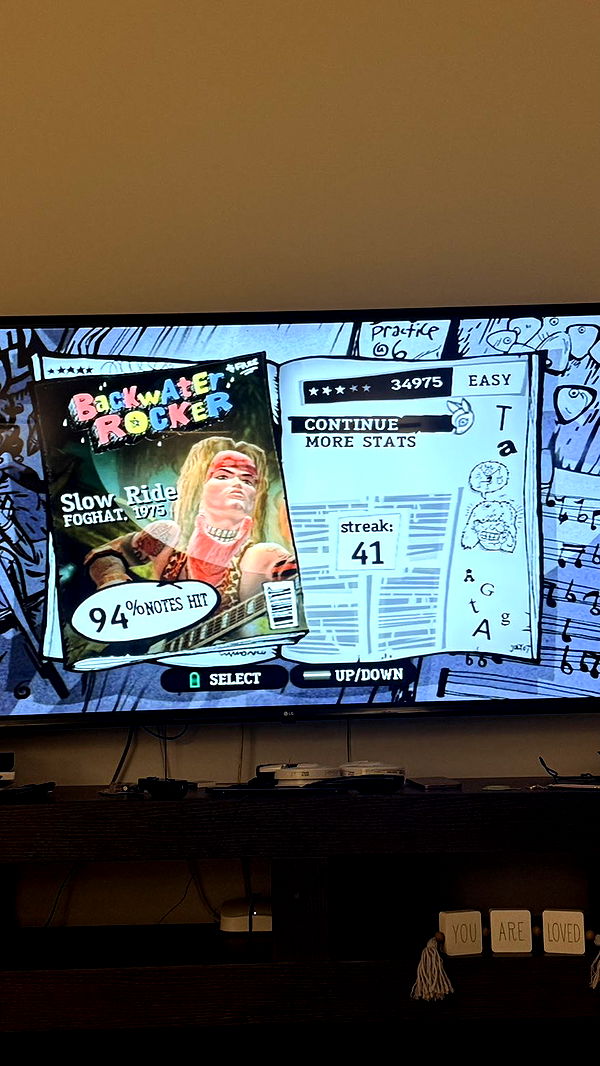 practice
BackwAtEr
ROCKER
Slow Ride
FOGHAT. 1975
94% NOTES HIT
34975
EASY
CONTINUE
MORE STATS
streak:
41
T
a
A
G
t
A
g
SELECT
UP/DOWN
LG
YOU ARE LOVED